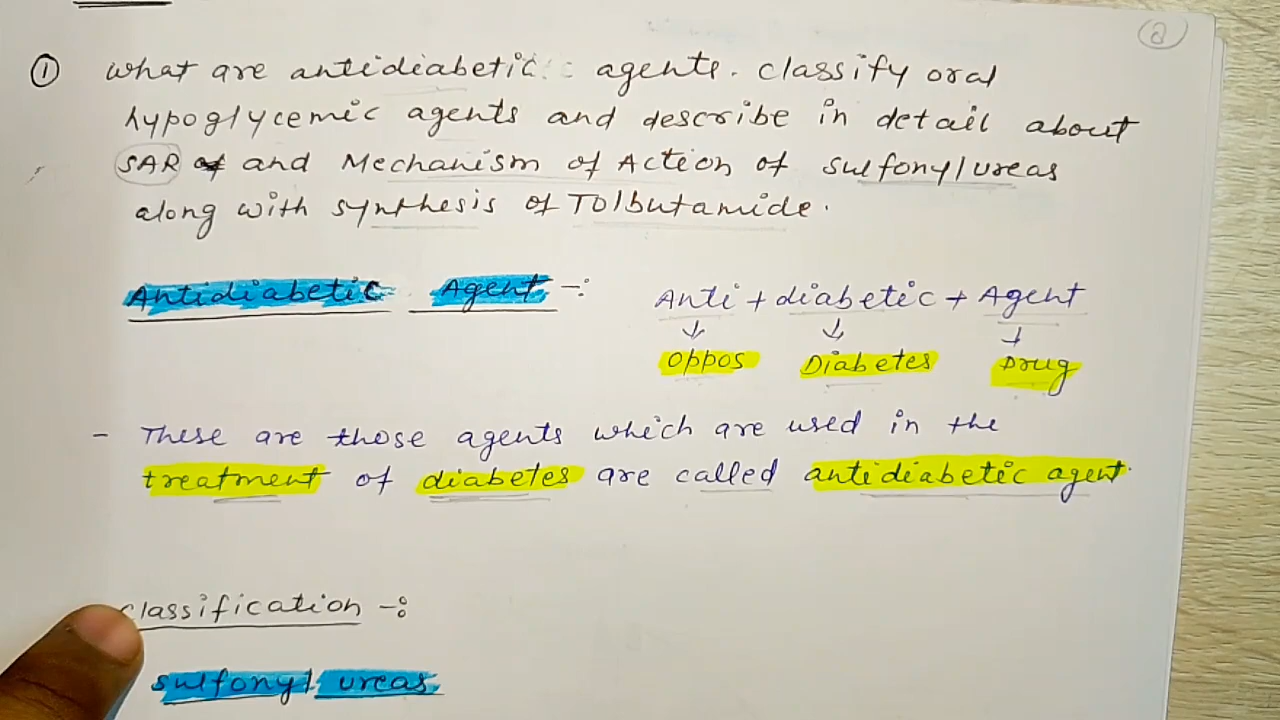 2
① What are antidiabetic agents. Classify oral
hypoglycemic agents and describe in detail about
SAR of and Mechanism of Action of sulfonylureas
along with synthesis of Tolbutamide.
Antidiabetic Agent -: Anti + diabetic + Agent
↓ ↓ ↓
Oppos Diabetes Drug
- These are those agents which are used in the
treatment of diabetes are called antidiabetic agent.
Classification -:
sulfonyl ureas